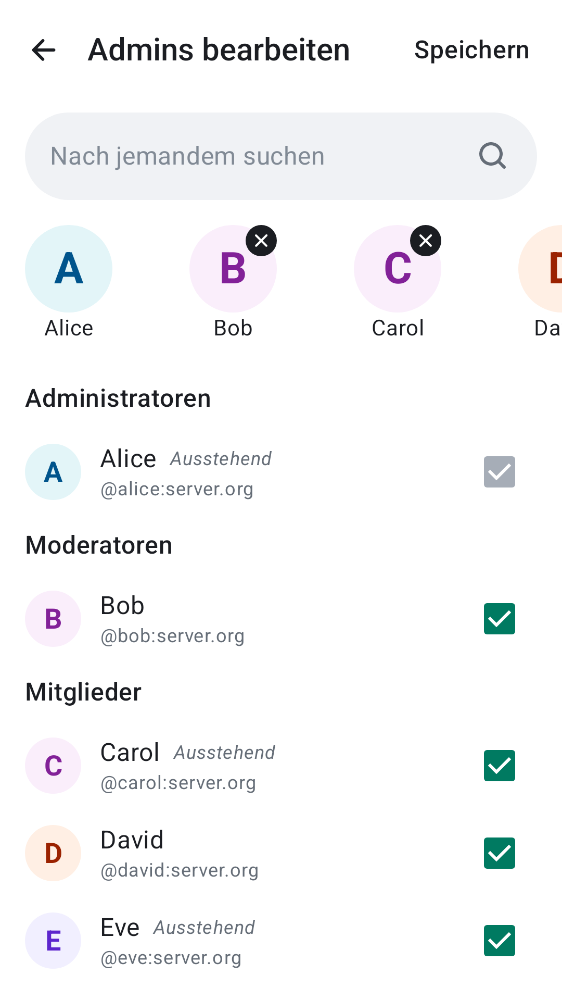 Admins bearbeiten
Speichern
Nach jemandem suchen
A
B
C
D
Alice
Bob
Carol
Da
Administratoren
A
Alice Ausstehend
@alice:server.org
Moderatoren
B
Bob
@bob:server.org
Mitglieder
C
Carol Ausstehend
@carol:server.org
D
David
@david:server.org
E
Eve Ausstehend
@eve:server.org